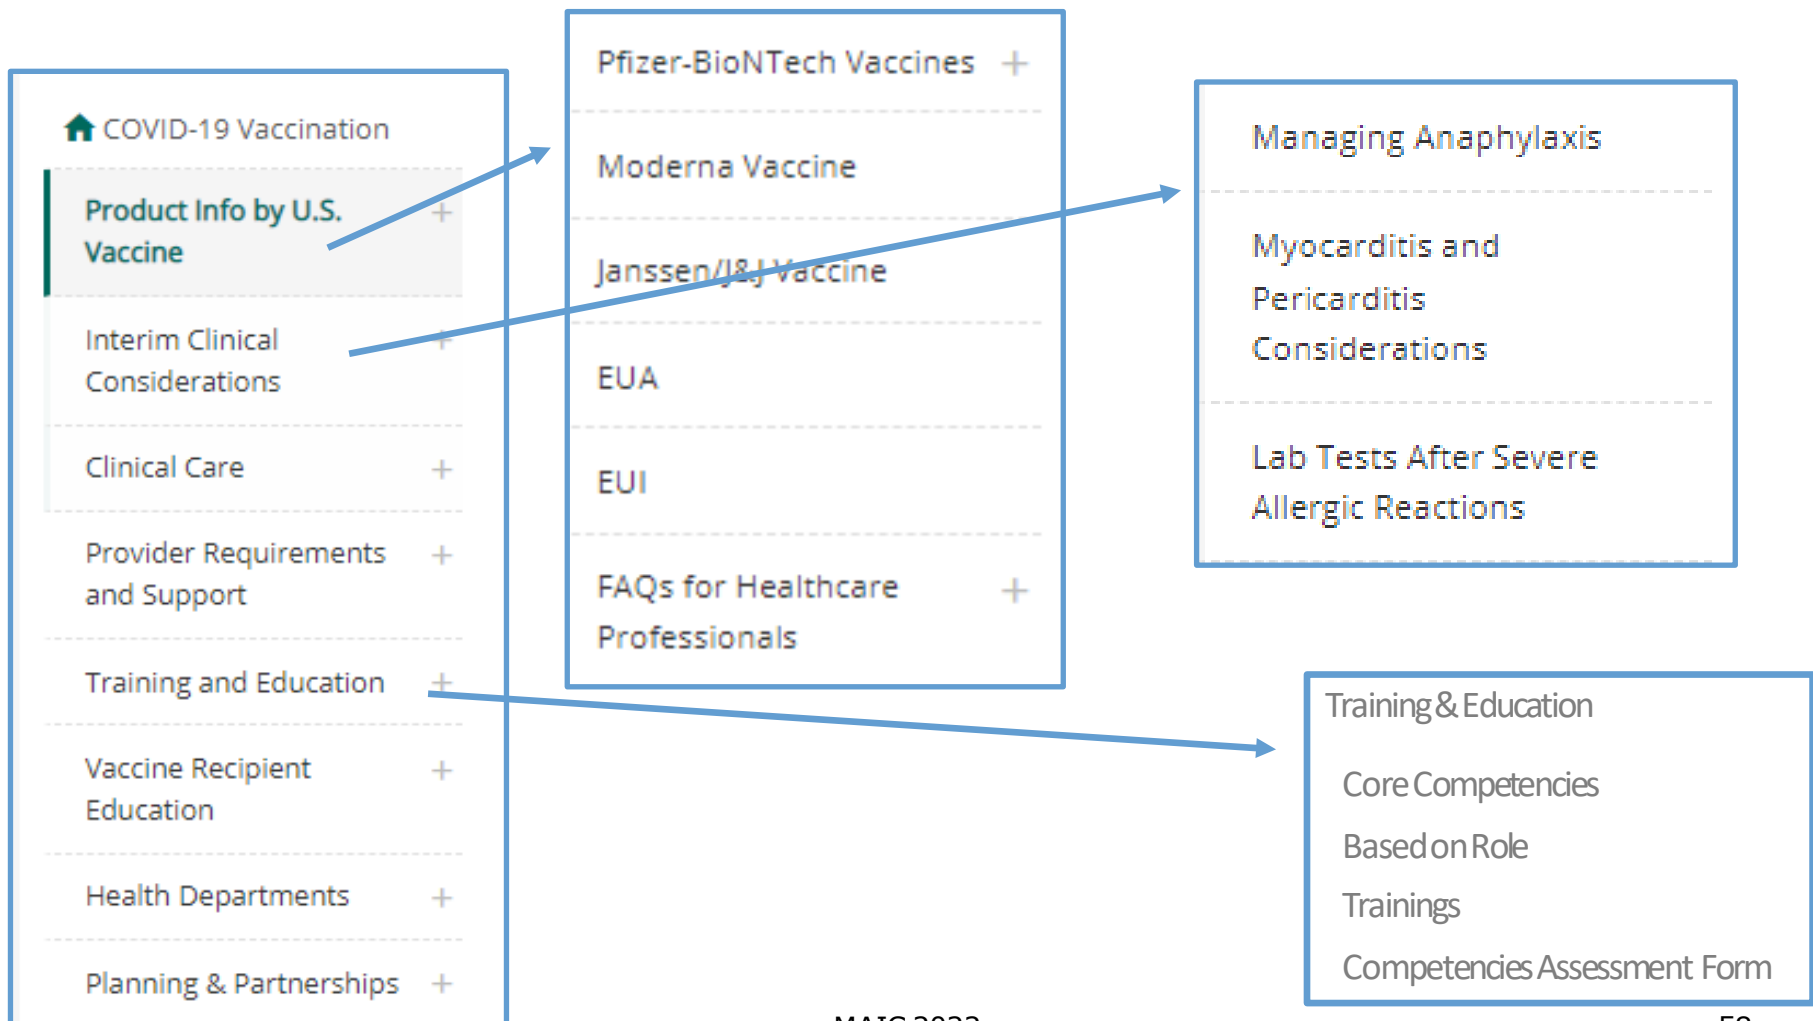 COVID-19 Vaccination
Product Info by U.S.
Vaccine
Interim Clinical
Considerations
Clinical Care
Provider Requirements
and Support
Training and Education
Vaccine Recipient
Education
Health Departments
Planning & Partnerships
Pfizer-BioNTech Vaccines
Moderna Vaccine
Janssen/J&J Vaccine
EUA
EUI
FAQs for Healthcare
Professionals
Managing Anaphylaxis
Myocarditis and
Pericarditis
Considerations
Lab Tests After Severe
Allergic Reactions
Training & Education
Core Competencies
Based on Role
Trainings
Competencies Assessment Form